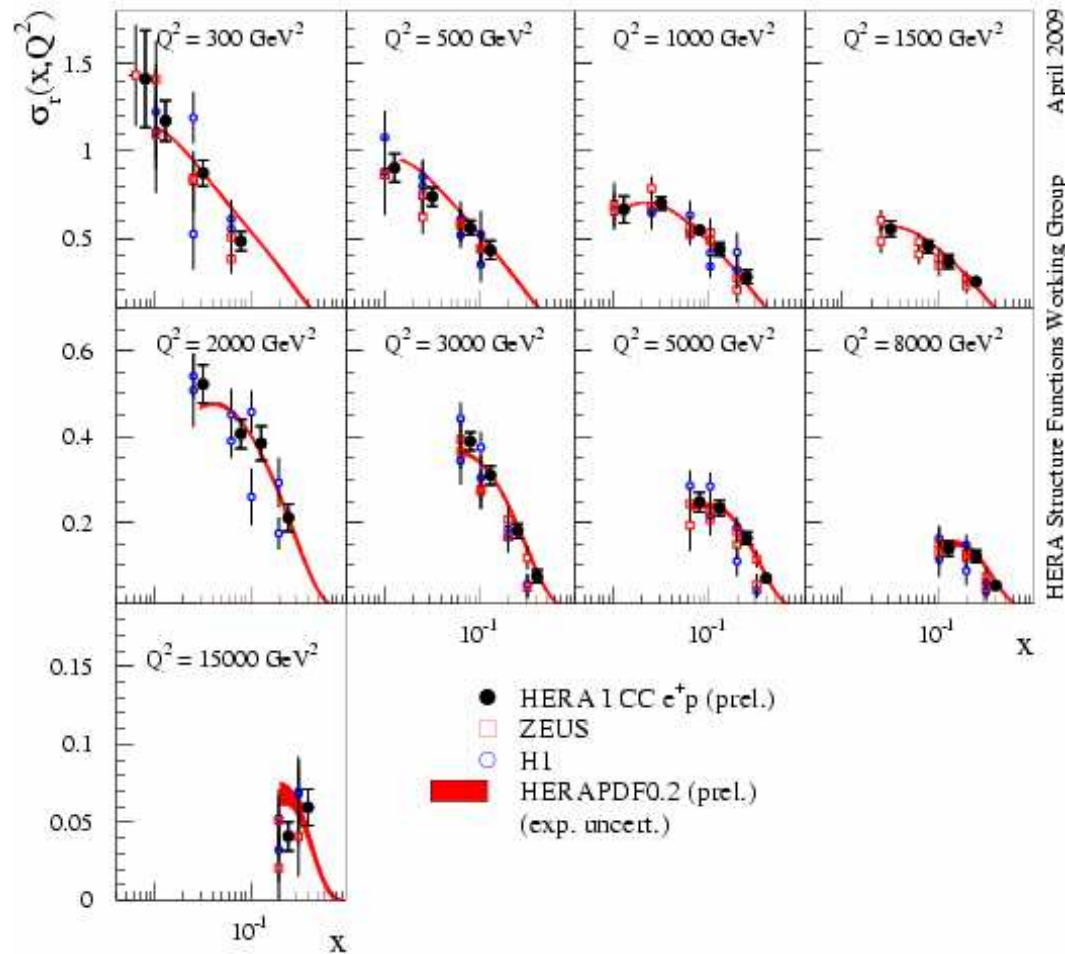 σr(x,Q²)
Q² = 300 GeV²
Q² = 500 GeV²
Q² = 1000 GeV²
Q² = 1500 GeV²
1.5
1
0.5
Q² = 2000 GeV²
Q² = 3000 GeV²
Q² = 5000 GeV²
Q² = 8000 GeV²
0.6
0.4
0.2
10⁻¹
10⁻¹
10⁻¹
x
Q² = 15000 GeV²
0.15
0.1
0.05
0
10⁻¹
x
HERA I CC e⁺p (prel.)
ZEUS
H1
HERAPDF0.2 (prel.)
(exp. uncert.)
HERA Structure Functions Working Group April 2009